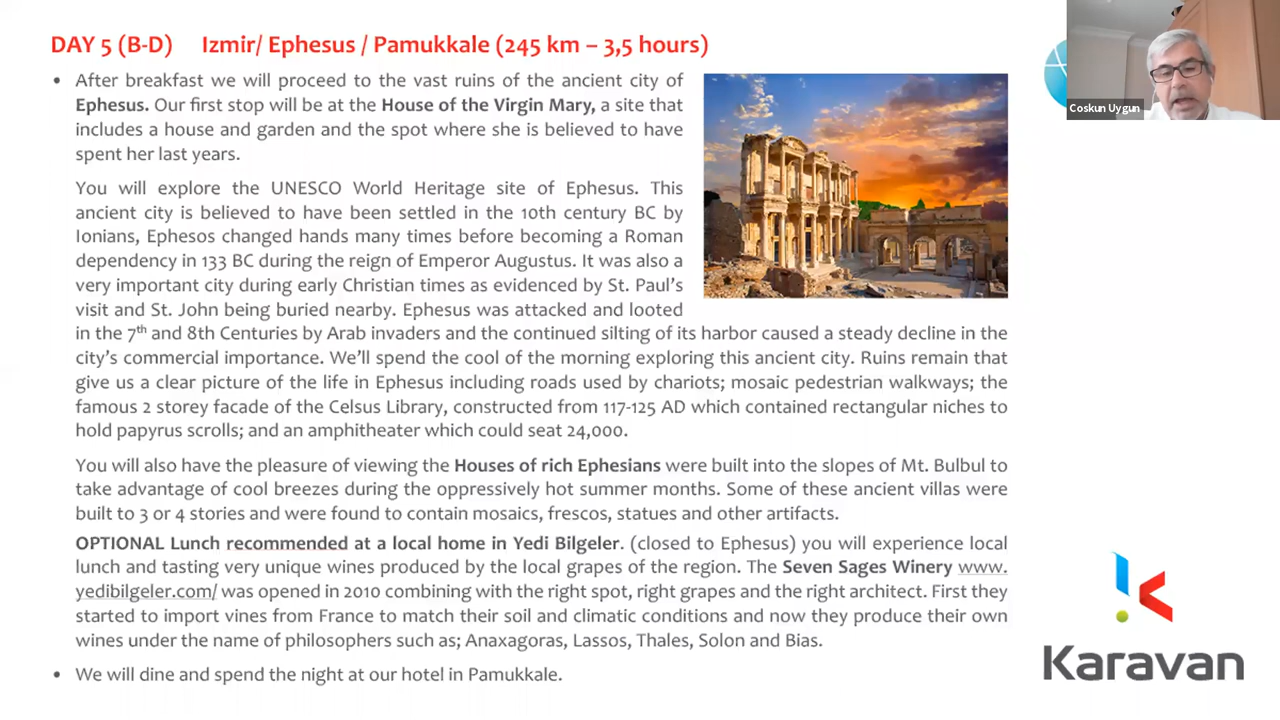 DAY 5 (B-D) Izmir/ Ephesus / Pamukkale (245 km – 3,5 hours)
• After breakfast we will proceed to the vast ruins of the ancient city of
Ephesus. Our first stop will be at the House of the Virgin Mary, a site that
includes a house and garden and the spot where she is believed to have
spent her last years.
You will explore the UNESCO World Heritage site of Ephesus. This
ancient city is believed to have been settled in the 10th century BC by
Ionians, Ephesos changed hands many times before becoming a Roman
dependency in 133 BC during the reign of Emperor Augustus. It was also a
very important city during early Christian times as evidenced by St. Paul's
visit and St. John being buried nearby. Ephesus was attacked and looted
in the 7th and 8th Centuries by Arab invaders and the continued silting of its harbor caused a steady decline in the
city's commercial importance. We'll spend the cool of the morning exploring this ancient city. Ruins remain that
give us a clear picture of the life in Ephesus including roads used by chariots; mosaic pedestrian walkways; the
famous 2 storey facade of the Celsus Library, constructed from 117-125 AD which contained rectangular niches to
hold papyrus scrolls; and an amphitheater which could seat 24,000.
You will also have the pleasure of viewing the Houses of rich Ephesians were built into the slopes of Mt. Bulbul to
take advantage of cool breezes during the oppressively hot summer months. Some of these ancient villas were
built to 3 or 4 stories and were found to contain mosaics, frescos, statues and other artifacts.
OPTIONAL Lunch recommended at a local home in Yedi Bilgeler. (closed to Ephesus) you will experience local
lunch and tasting very unique wines produced by the local grapes of the region. The Seven Sages Winery www.
yedibilgeler.com/ was opened in 2010 combining with the right spot, right grapes and the right architect. First they
started to import vines from France to match their soil and climatic conditions and now they produce their own
wines under the name of philosophers such as; Anaxagoras, Lassos, Thales, Solon and Bias.
• We will dine and spend the night at our hotel in Pamukkale.
Coskun Uygun
Karavan